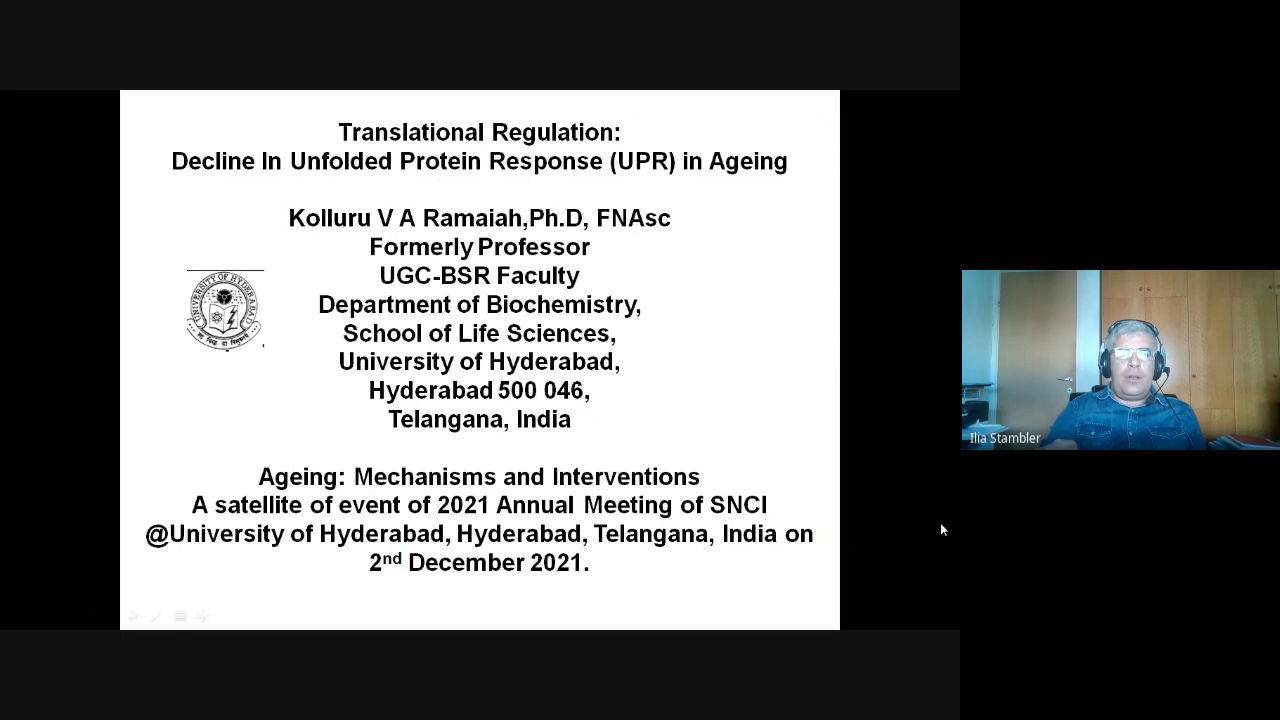 Translational Regulation:
Decline In Unfolded Protein Response (UPR) in Ageing
Kolluru V A Ramaiah,Ph.D, FNAsc
Formerly Professor
UGC-BSR Faculty
Department of Biochemistry,
School of Life Sciences,
University of Hyderabad,
Hyderabad 500 046,
Telangana, India
UNIVERSITY OF HYDERABAD
Ageing: Mechanisms and Interventions
A satellite of event of 2021 Annual Meeting of SNCI
@University of Hyderabad, Hyderabad, Telangana, India on
2nd December 2021.
Ilia Stambler